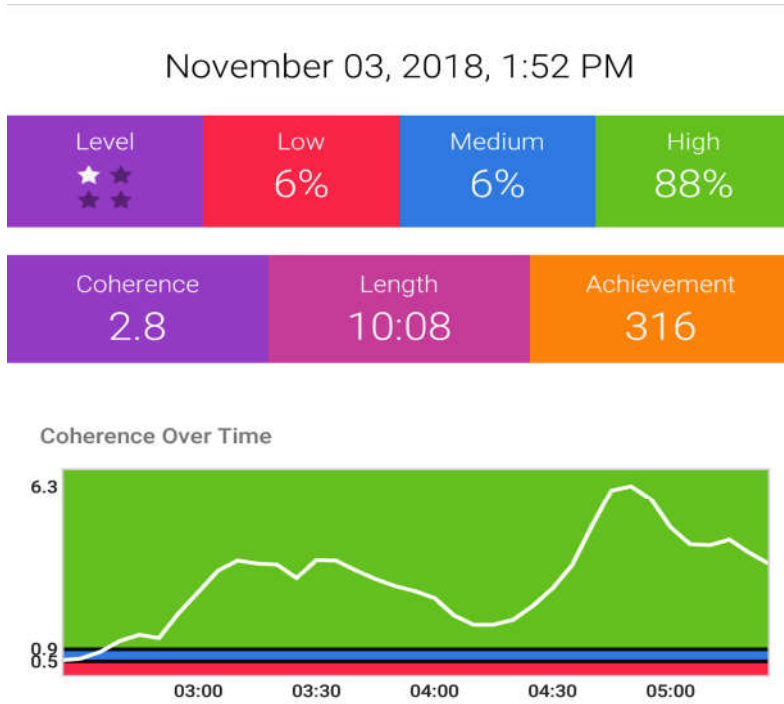 November 03, 2018, 1:52 PM
Level Low Medium High
6% 6% 88%
Coherence Length Achievement
2.8 10:08 316
Coherence Over Time
6.3
0.9
0.5
03:00 03:30 04:00 04:30 05:00